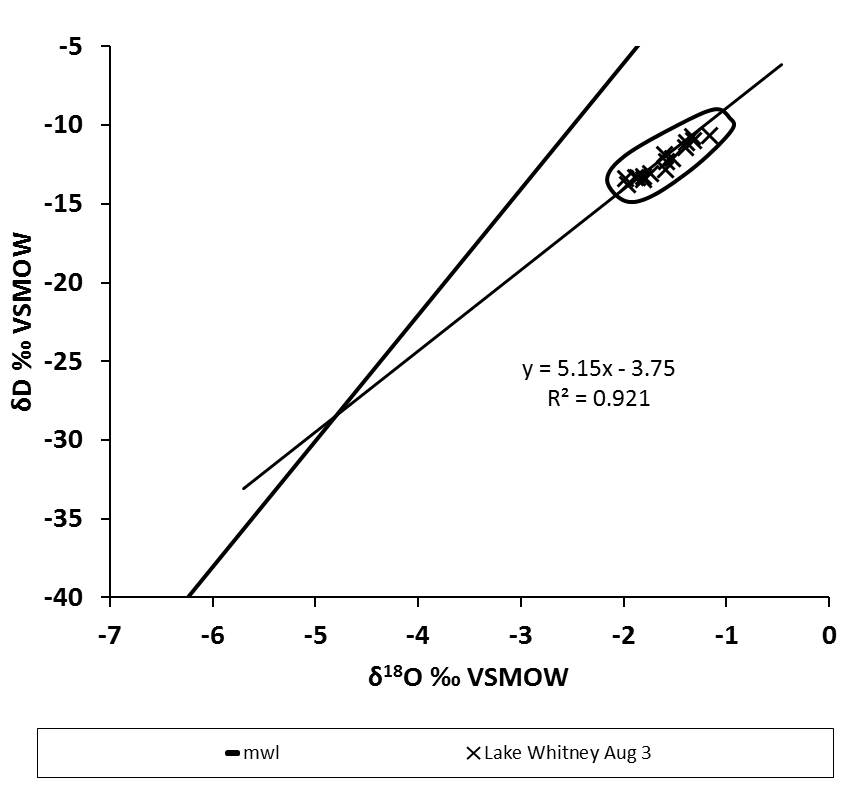 -5
-10
-15
-20
-25
-30
-35
-40
δD ‰ VSMOW
y = 5.15x - 3.75
R² = 0.921
-7 -6 -5 -4 -3 -2 -1 0
δ¹⁸O ‰ VSMOW
mwl Lake Whitney Aug 3